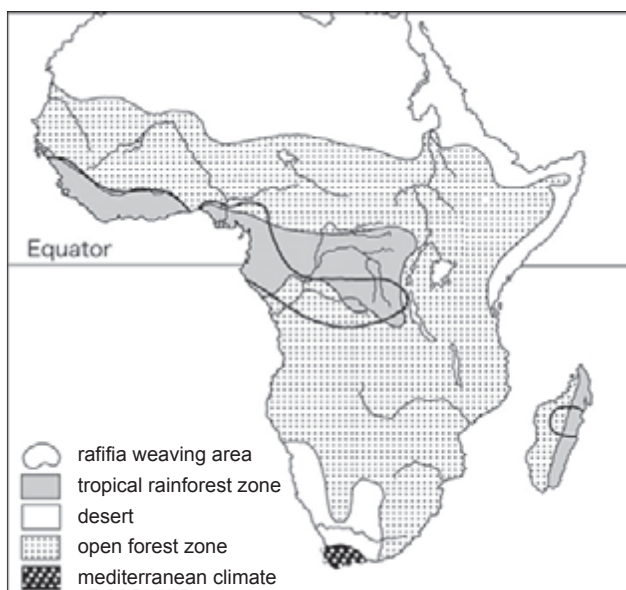 Equator
rafifia weaving area
tropical rainforest zone
desert
open forest zone
mediterranean climate